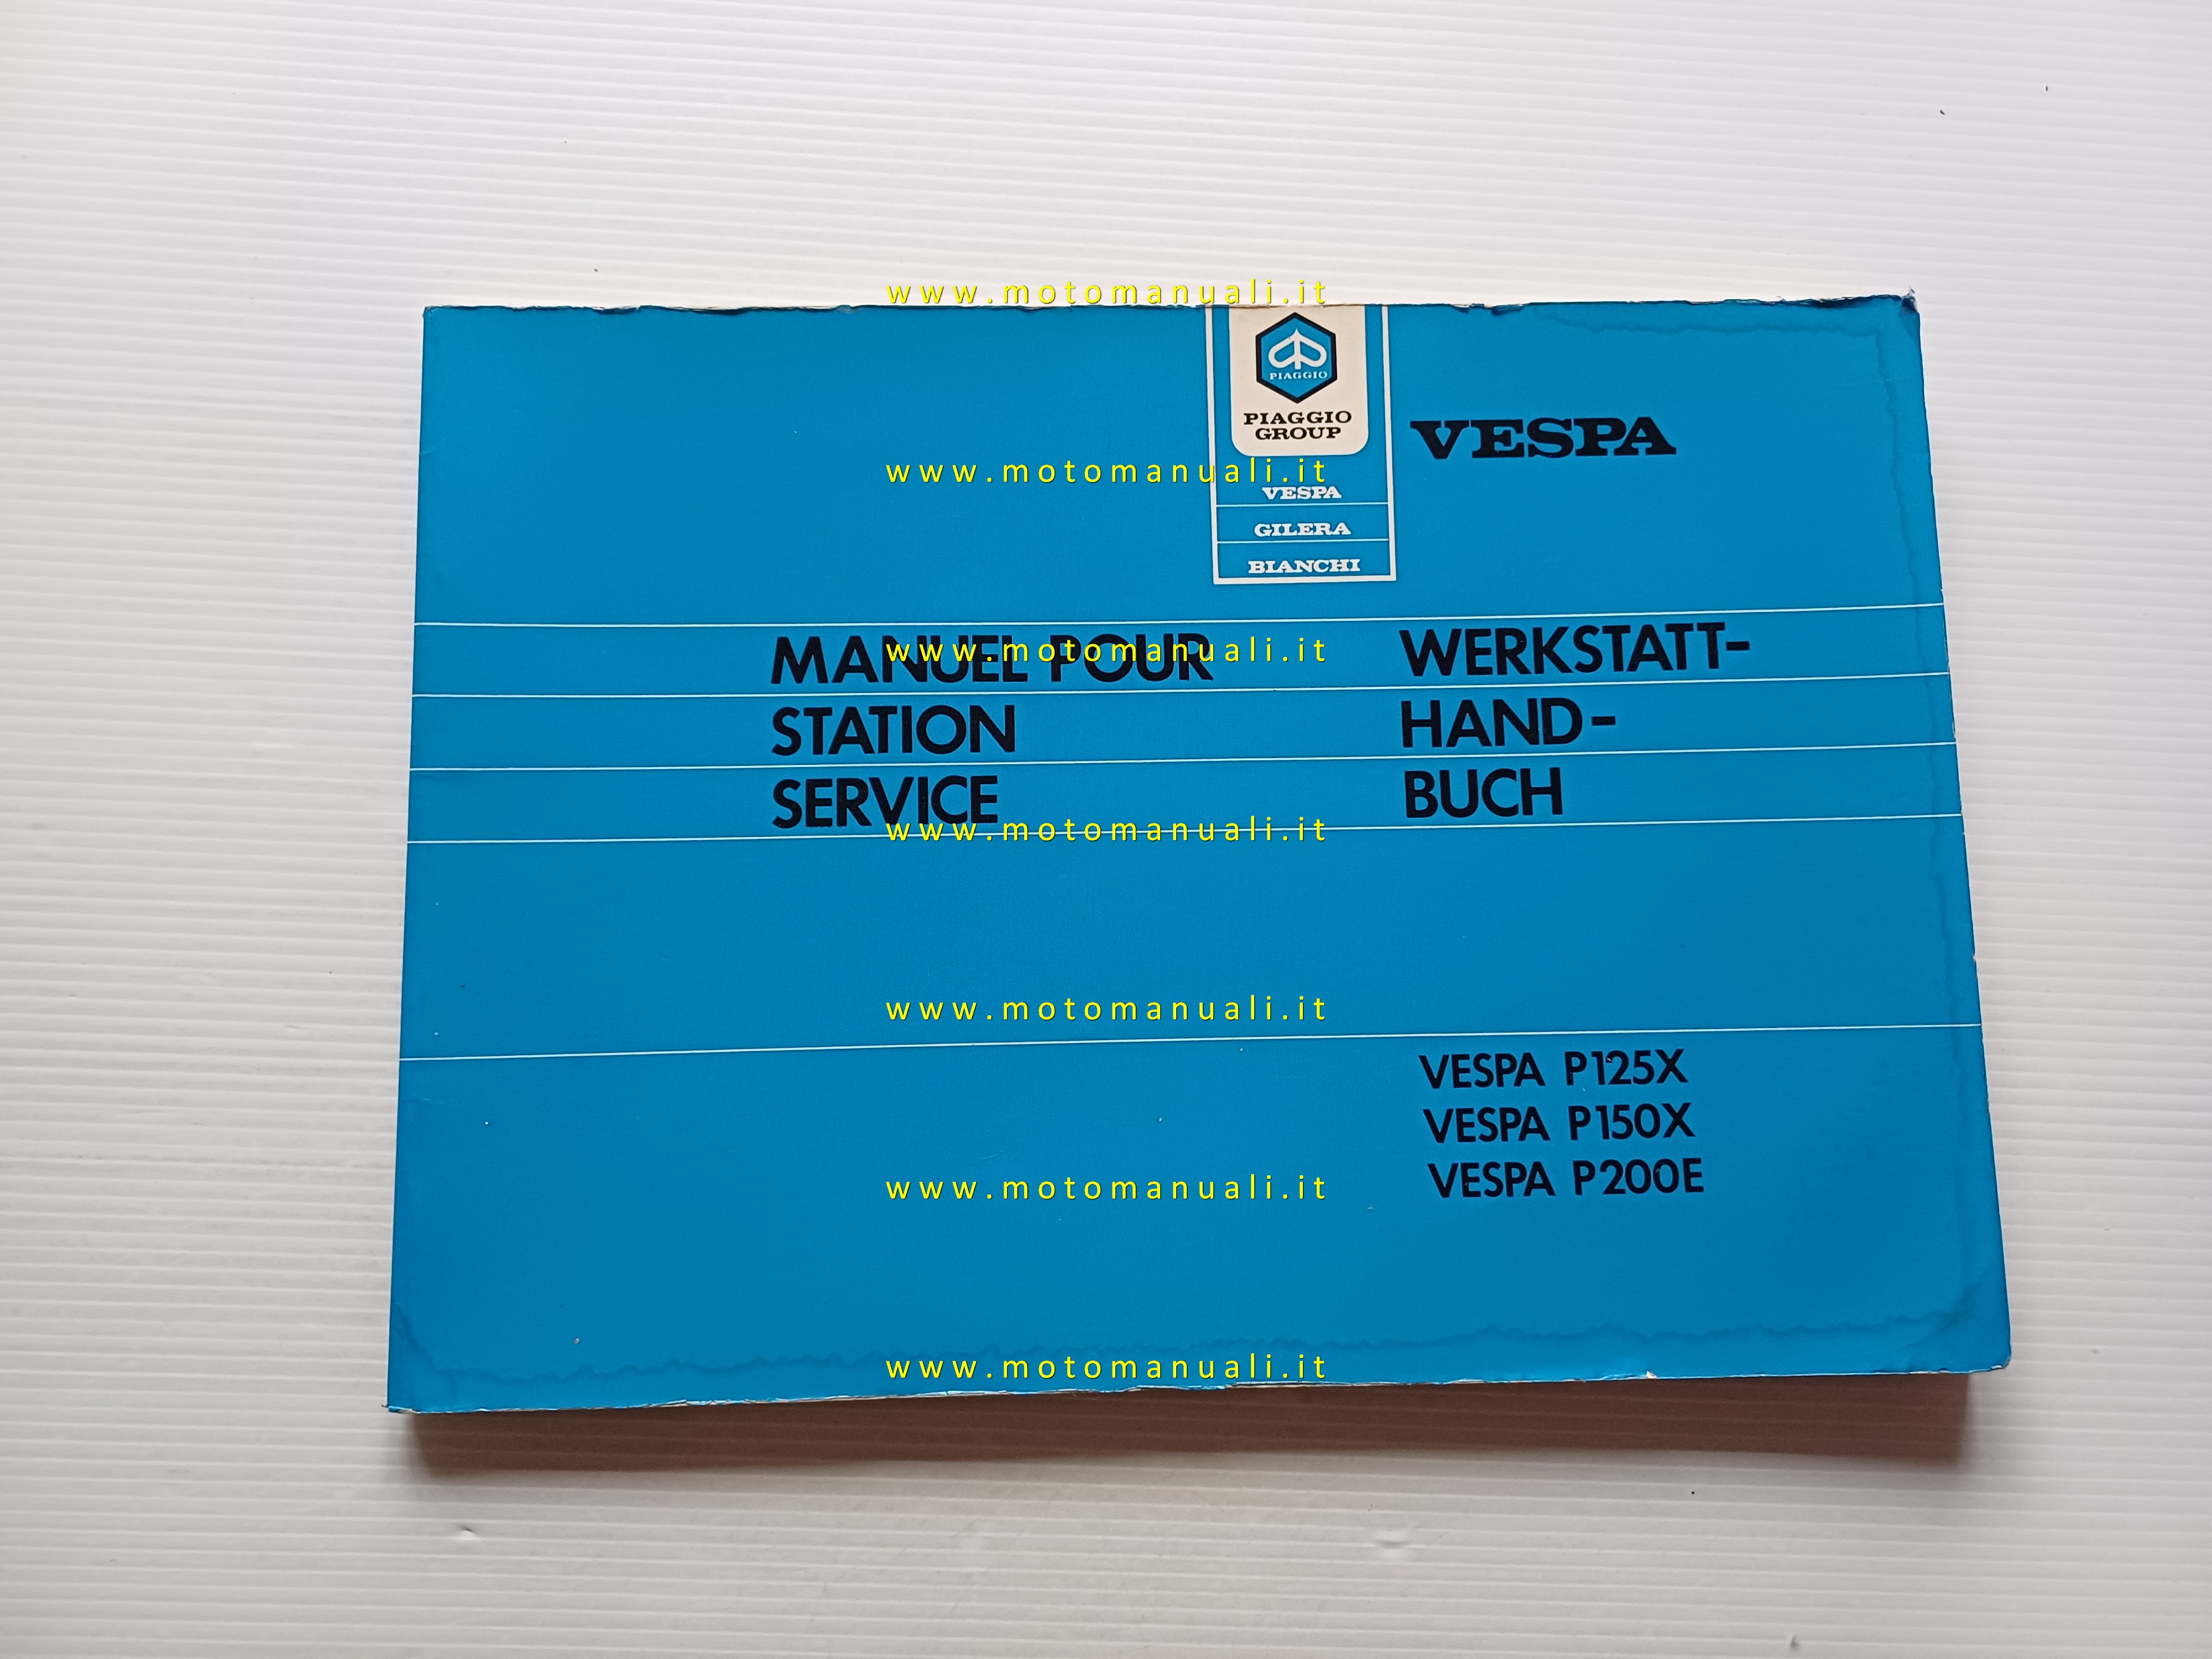 www.motomanuali.it
PIAGGIO
PIAGGIO
GROUP
VESPA
www.motomanuali.it
VESPA
GILERA
BIANCHI
MANUEL POUR
STATION
SERVICE
www.motomanuali.it
www.motomanuali.it
WERKSTATT-
HAND-
BUCH
www.motomanuali.it
VESPA P125X
VESPA P150X
VESPA P200E
www.motomanuali.it
www.motomanuali.it